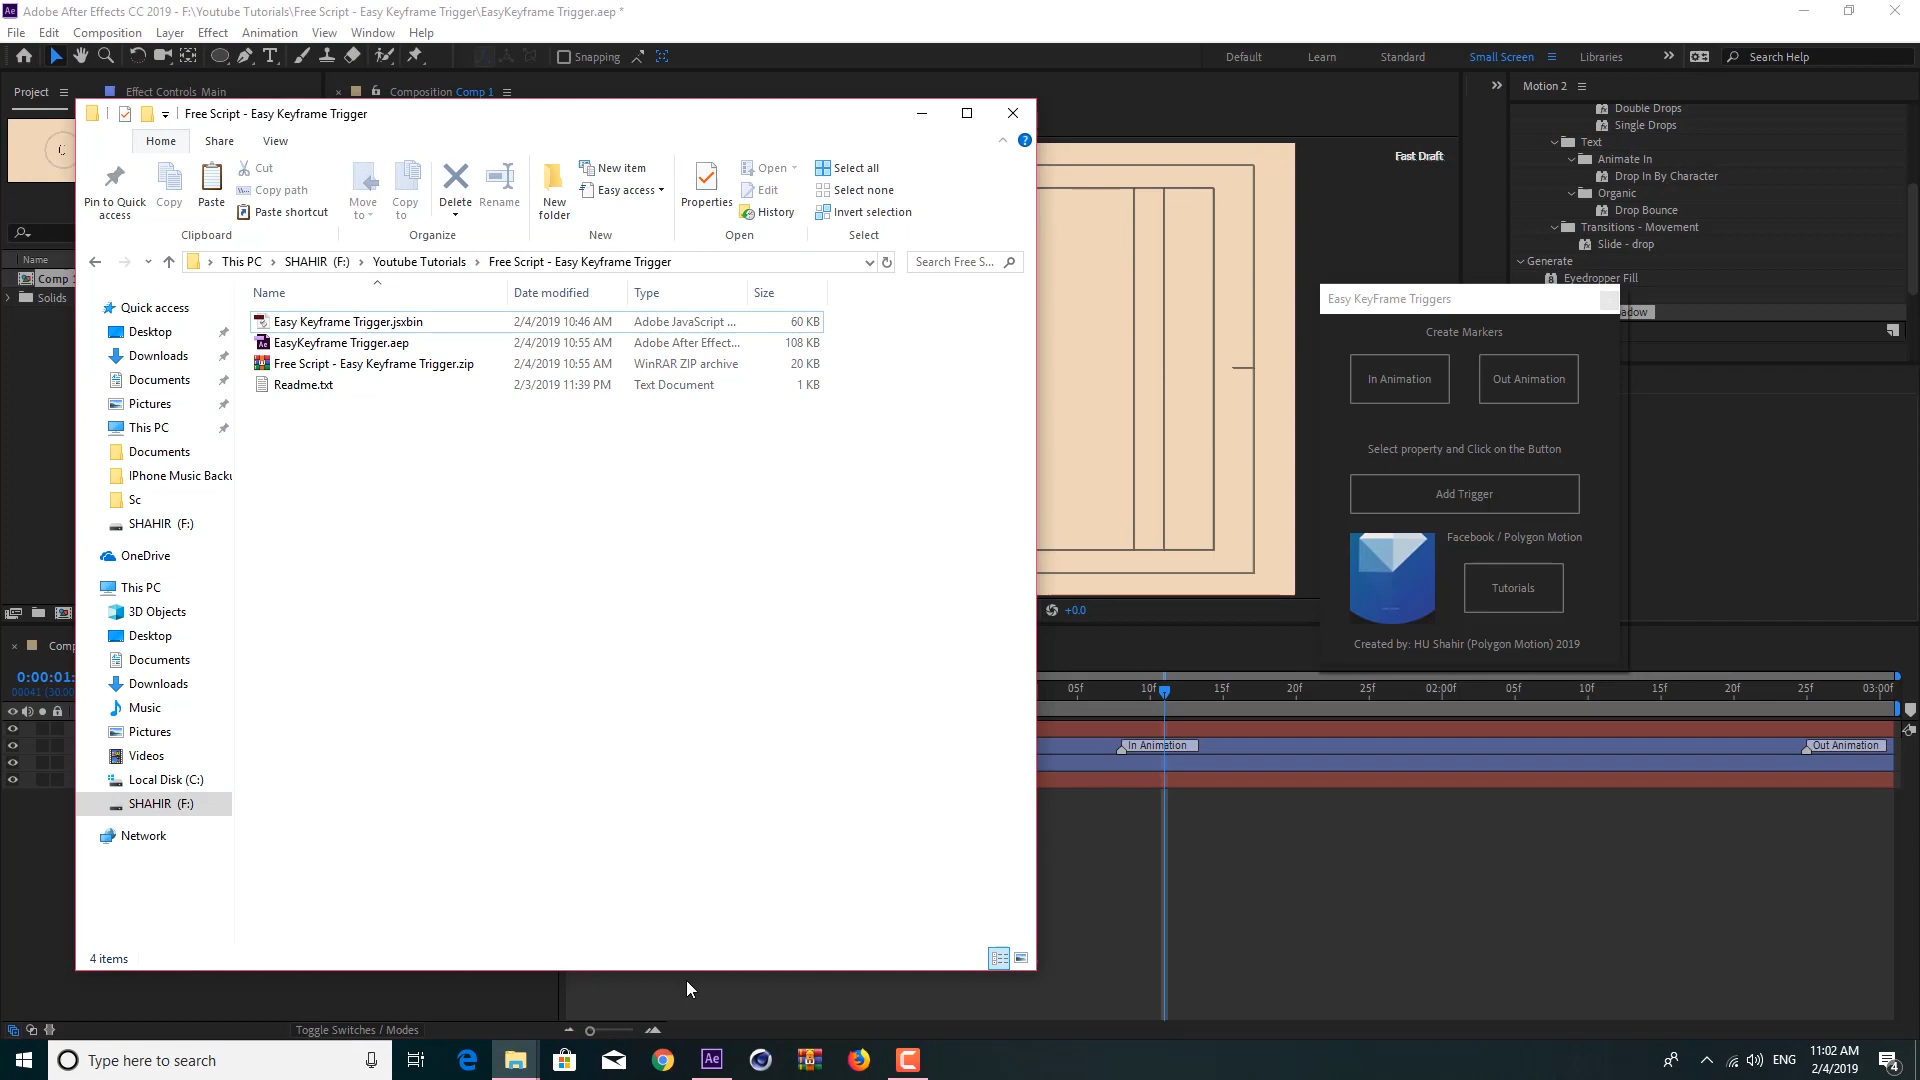 Adobe After Effects CC 2019 - F:\Youtube Tutorials\Free Script - Easy Keyframe Trigger\EasyKeyframe Trigger.aep *
File Edit Composition Layer Effect Animation View Window Help
Snapping
Default Learn Standard Small Screen Libraries Search Help
Project Effect Controls Main Composition Comp 1
Motion 2
Free Script - Easy Keyframe Trigger
Home Share View
Pin to Quick access
Copy
Paste
Cut
Copy path
Paste shortcut
Clipboard
Move to
Copy to
Delete
Rename
Organize
New folder
New item
Easy access
New
Properties
Open
Edit
History
Open
Select all
Select none
Invert selection
Select
This PC > SHAHIR (F:) > Youtube Tutorials > Free Script - Easy Keyframe Trigger
Search Free S...
Name Date modified Type Size
Easy Keyframe Trigger.jsxbin 2/4/2019 10:46 AM Adobe JavaScript ... 60 KB
EasyKeyframe Trigger.aep 2/4/2019 10:55 AM Adobe After Effect... 108 KB
Free Script - Easy Keyframe Trigger.zip 2/4/2019 10:55 AM WinRAR ZIP archive 20 KB
Readme.txt 2/3/2019 11:39 PM Text Document 1 KB
Quick access
Desktop
Downloads
Documents
Pictures
This PC
Documents
IPhone Music Backu
Sc
SHAHIR (F:)
OneDrive
This PC
3D Objects
Desktop
Documents
Downloads
Music
Pictures
Videos
Local Disk (C:)
SHAHIR (F:)
Network
4 items
Name
Comp 1
Solids
Fast Draft
+0.0
Double Drops
Single Drops
Text
Animate In
Drop In By Character
Organic
Drop Bounce
Transitions - Movement
Slide - drop
Generate
Eyedropper Fill
adow
Easy KeyFrame Triggers
Create Markers
In Animation Out Animation
Select property and Click on the Button
Add Trigger
Facebook / Polygon Motion
Tutorials
Created by: HU Shahir (Polygon Motion) 2019
Comp
0:00:01:
00041 (30.00
05f 10f 15f 20f 25f 02:00f 05f 10f 15f 20f 25f 03:00f
In Animation Out Animation
Toggle Switches / Modes
Type here to search
ENG
11:02 AM
2/4/2019
4